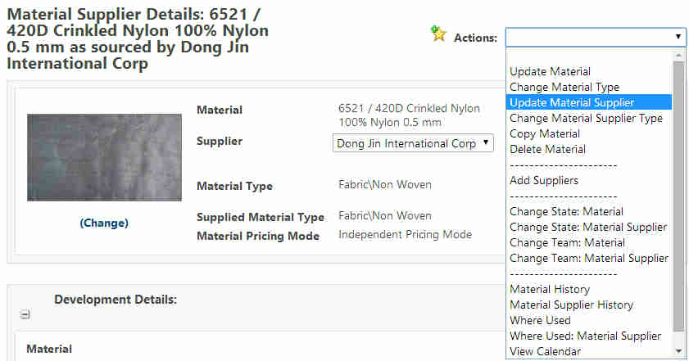 Material Supplier Details: 6521 /
420D Crinkled Nylon 100% Nylon
0.5 mm as sourced by Dong Jin
International Corp
Actions:
Update Material
Change Material Type
Update Material Supplier
Change Material Supplier Type
Copy Material
Delete Material
----------------------
Add Suppliers
----------------------
Change State: Material
Change State: Material Supplier
Change Team: Material
Change Team: Material Supplier
----------------------
Material History
Material Supplier History
Where Used
Where Used: Material Supplier
View Calendar
Material 6521 / 420D Crinkled Nylon
100% Nylon 0.5 mm
Supplier Dong Jin International Corp
Material Type Fabric\Non Woven
(Change)
Supplied Material Type Fabric\Non Woven
Material Pricing Mode Independent Pricing Mode
Development Details:
Material